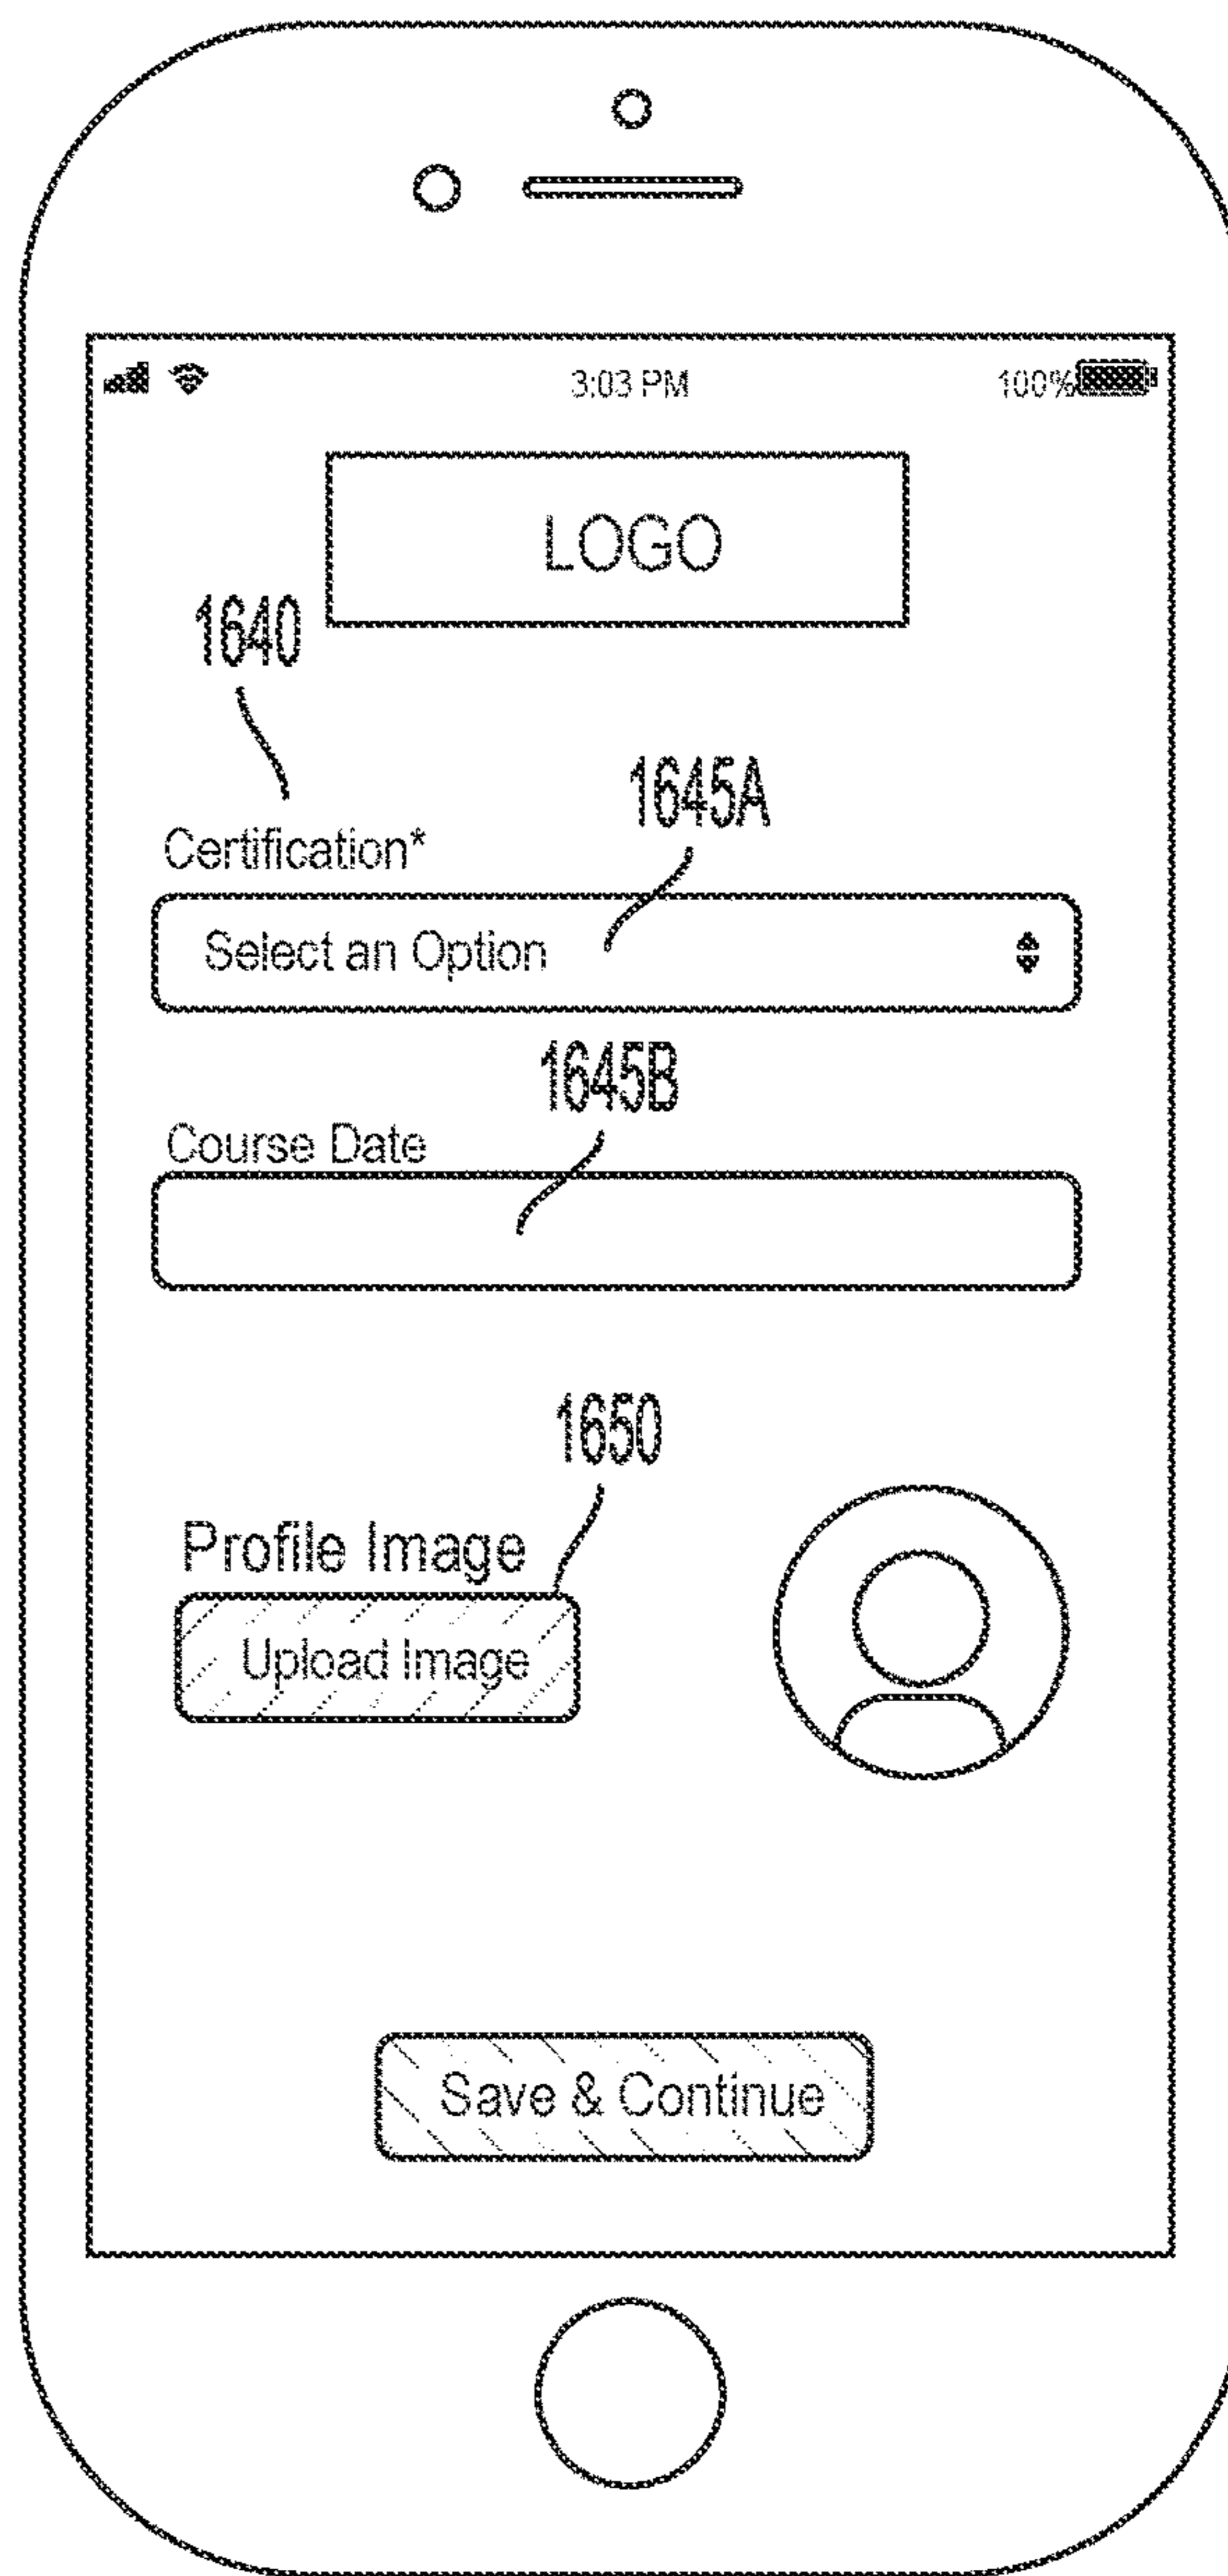 3:03 PM 100%
LOGO
1640
1645A
Certification*
Select an Option
1645B
Course Date
1650
Profile Image
Upload Image
Save & Continue